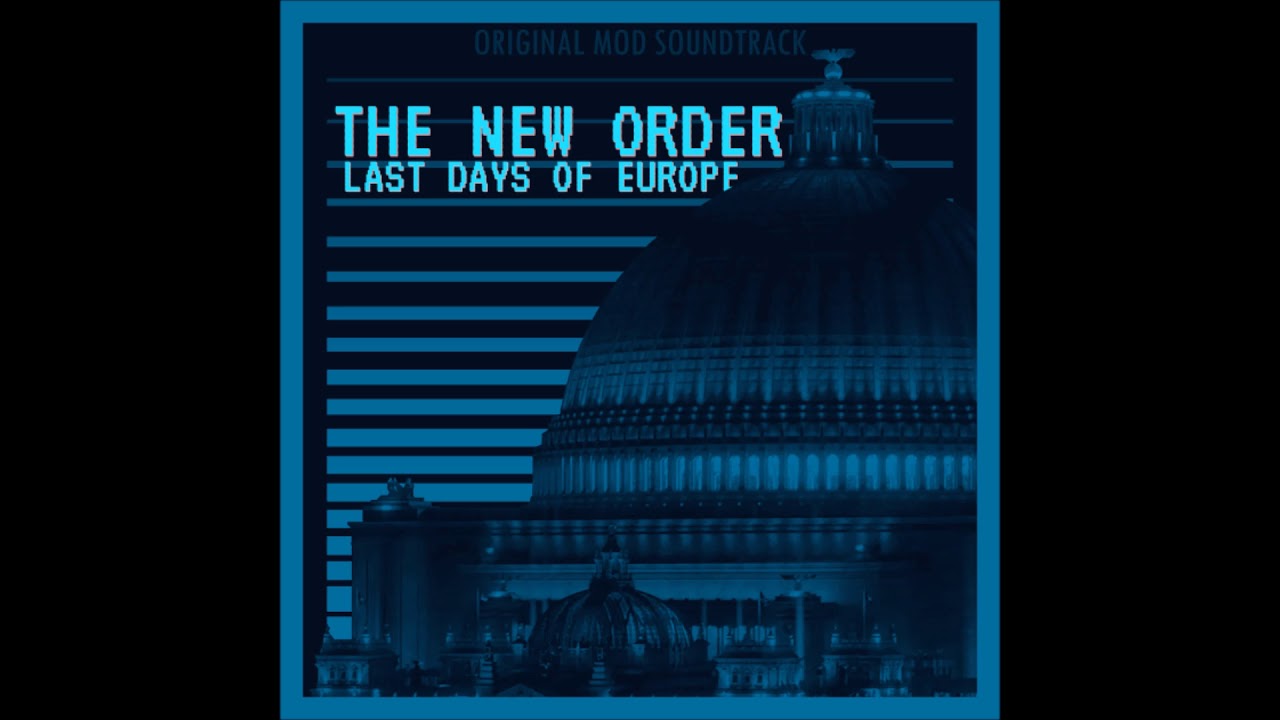 ORIGINAL MOD SOUNDTRACK
THE NEW ORDER
LAST DAYS OF EUROPE